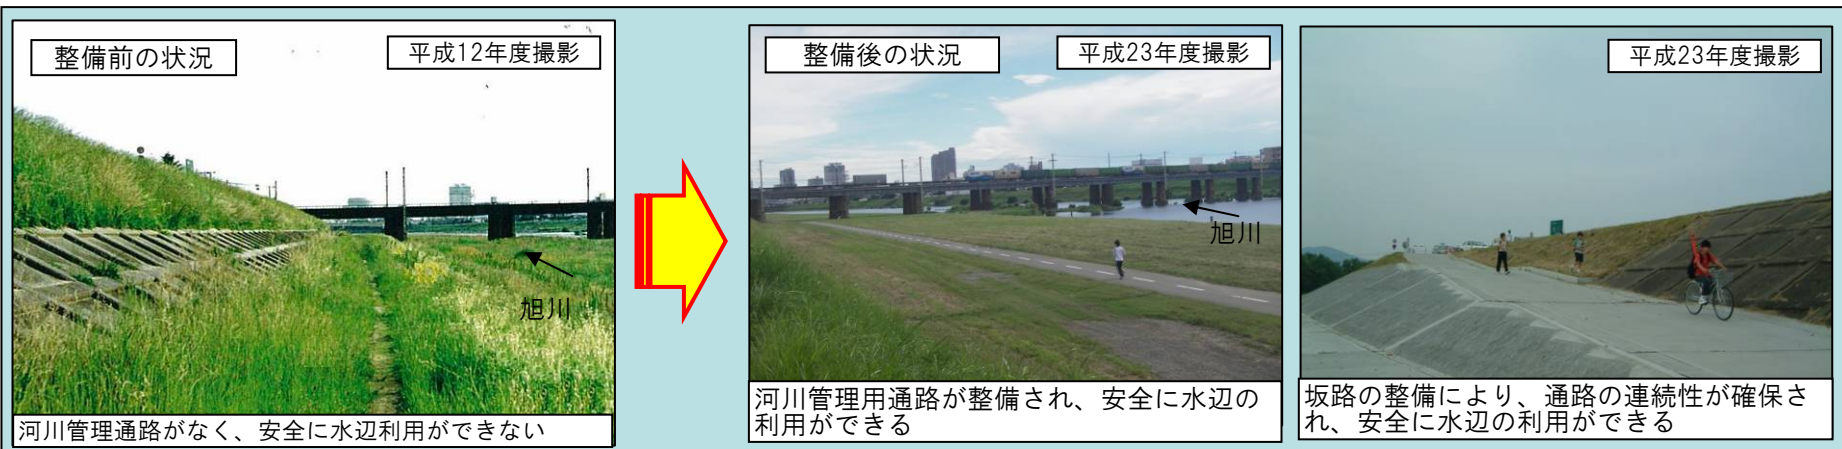 整備前の状況
平成12年度撮影
旭川
河川管理通路がなく、安全に水辺利用ができない
整備後の状況
平成23年度撮影
旭川
河川管理用通路が整備され、安全に水辺の
利用ができる
平成23年度撮影
坂路の整備により、通路の連続性が確保さ
れ、安全に水辺の利用ができる